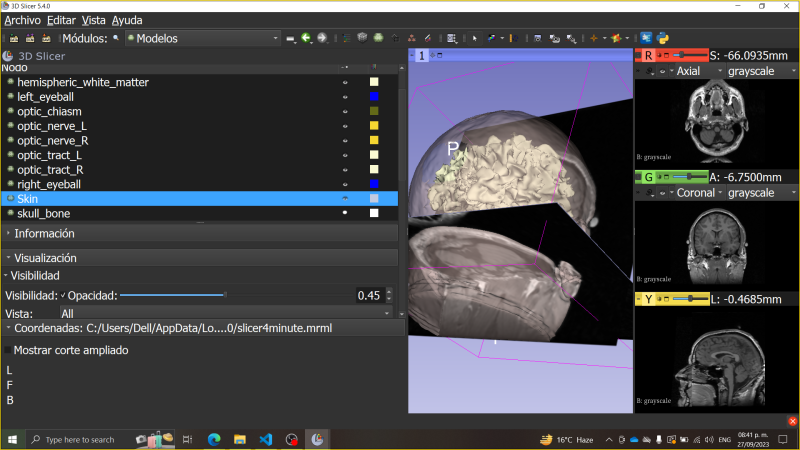 3D Slicer 5.4.0
Archivo Editar Vista Ayuda
Módulos: Modelos
3D Slicer
Nodo
hemispheric_white_matter
left_eyeball
optic_chiasm
optic_nerve_L
optic_nerve_R
optic_tract_L
optic_tract_R
right_eyeball
Skin
skull_bone
Información
Visualización
Visibilidad
Visibilidad: Opacidad: 0.45
Vista: All
Coordenadas: C:/Users/Dell/AppData/Lo....0/slicer4minute.mrml
Mostrar corte ampliado
L
F
B
1
P
R S: -66.0935mm
Axial grayscale
B: grayscale
G A: -6.7500mm
Coronal grayscale
B: grayscale
Y L: -0.4685mm
B: grayscale
Type here to search
16°C Haze
ENG
08:41 p. m.
27/09/2023